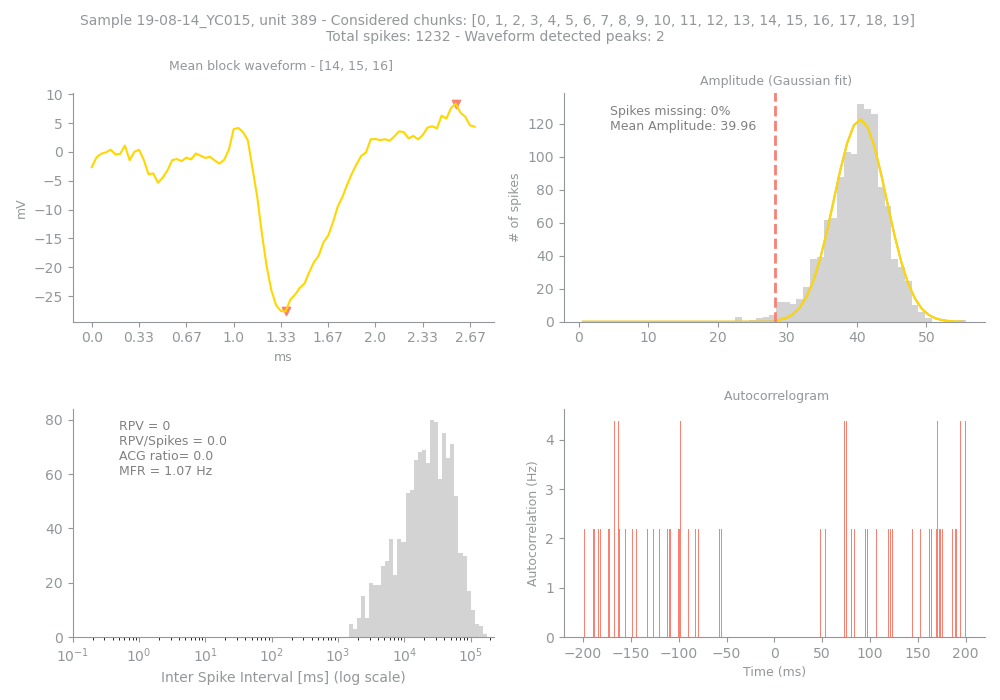 Sample 19-08-14_YC015, unit 389 - Considered chunks: [0, 1, 2, 3, 4, 5, 6, 7, 8, 9, 10, 11, 12, 13, 14, 15, 16, 17, 18, 19]
Total spikes: 1232 - Waveform detected peaks: 2
Mean block waveform - [14, 15, 16]
10
5
0
−5
−10
−15
−20
−25
mV
0.0 0.33 0.67 1.0 1.33 1.67 2.0 2.33 2.67
ms
Amplitude (Gaussian fit)
Spikes missing: 0%
Mean Amplitude: 39.96
120
100
80
60
40
20
0
# of spikes
0 10 20 30 40 50
RPV = 0
RPV/Spikes = 0.0
ACG ratio= 0.0
MFR = 1.07 Hz
80
60
40
20
0
10−1 100 101 102 103 104 105
Inter Spike Interval [ms] (log scale)
Autocorrelogram
4
3
2
1
0
Autocorrelation (Hz)
−200 −150 −100 −50 0 50 100 150 200
Time (ms)